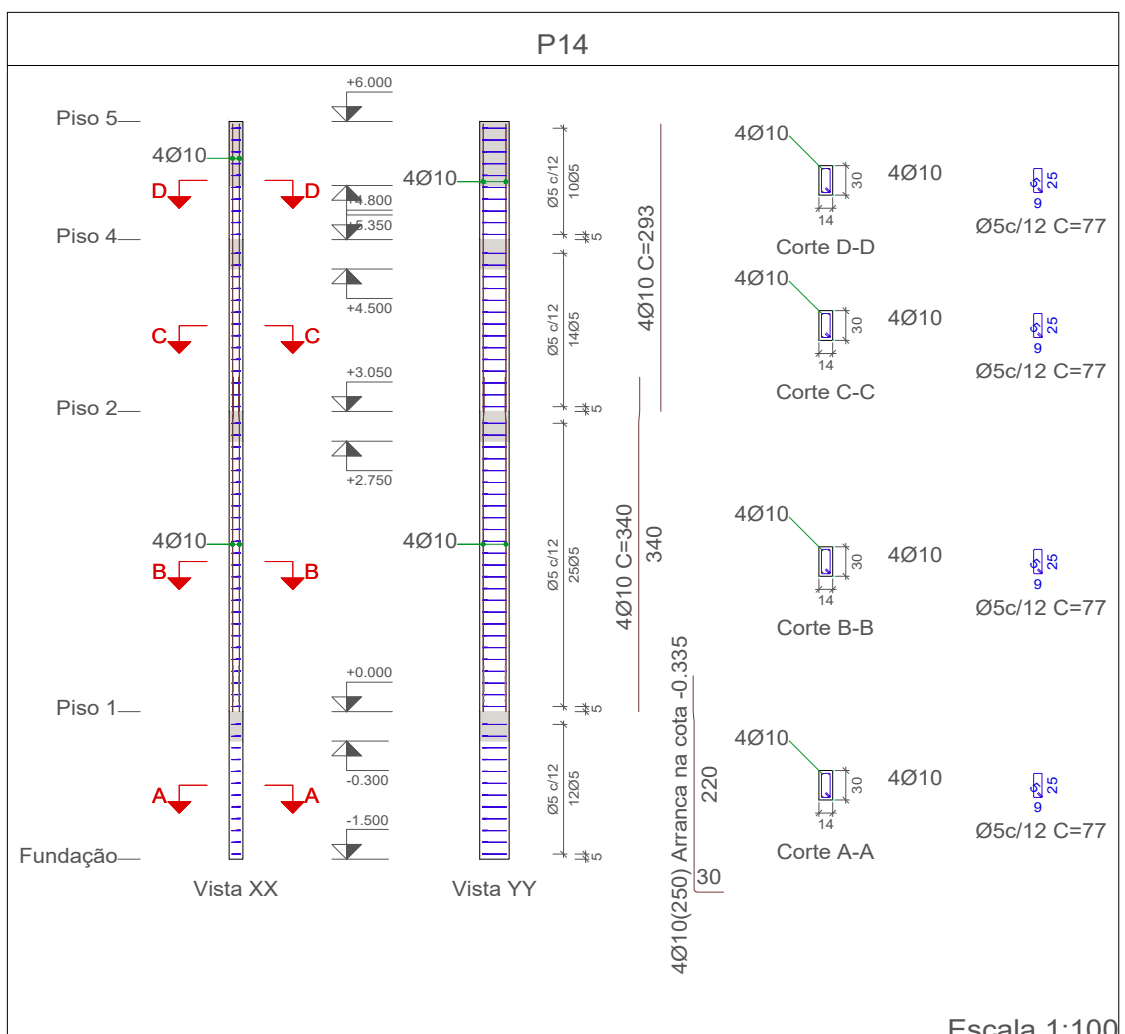 P14
Piso 5
Piso 4
Piso 2
Piso 1
Fundação
4Ø10
D D
C C
4Ø10
B B
A A
Vista XX
+6.000
+4.800
+5.350
+4.500
+3.050
+2.750
+0.000
-0.300
-1.500
4Ø10
4Ø10
Vista YY
Ø5 c/12
10Ø5
5
Ø5 c/12
14Ø5
5
Ø5 c/12
25Ø5
5
Ø5 c/12
12Ø5
5
4Ø10 C=293
4Ø10 C=340
340
4Ø10(250) Arranca na cota -0.335
220
30
4Ø10
30
14
4Ø10
Corte D-D
25
9
Ø5c/12 C=77
4Ø10
30
14
4Ø10
Corte C-C
25
9
Ø5c/12 C=77
4Ø10
30
14
4Ø10
Corte B-B
25
9
Ø5c/12 C=77
4Ø10
30
14
4Ø10
Corte A-A
25
9
Ø5c/12 C=77
Escala 1:100